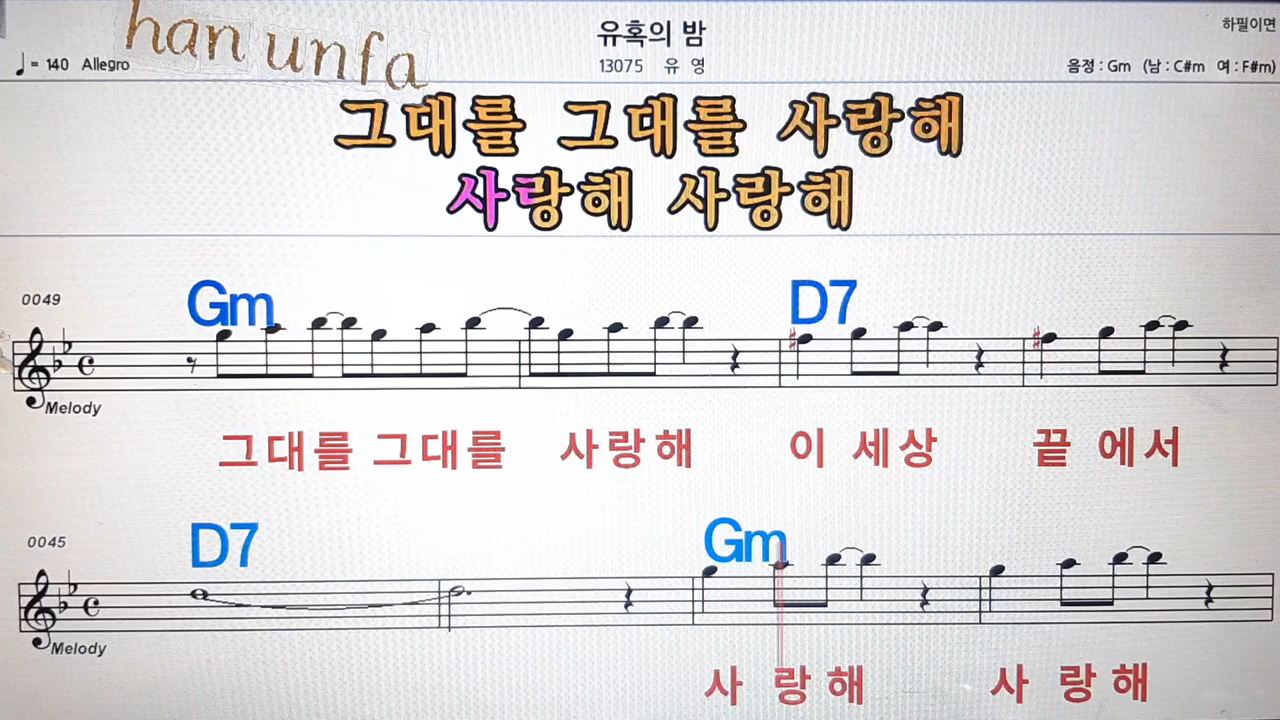 han unfa
유혹의 밤
하필이면
♩= 140 Allegro
13075 유 영
음정 : Gm (남 : C#m 여 : F#m)
그대를 그대를 사랑해
사랑해 사랑해
0049
Gm D7
Melody
그대를 그대를 사랑해 이 세상 끝 에서
0045
D7 Gm
Melody
사 랑해 사 랑해